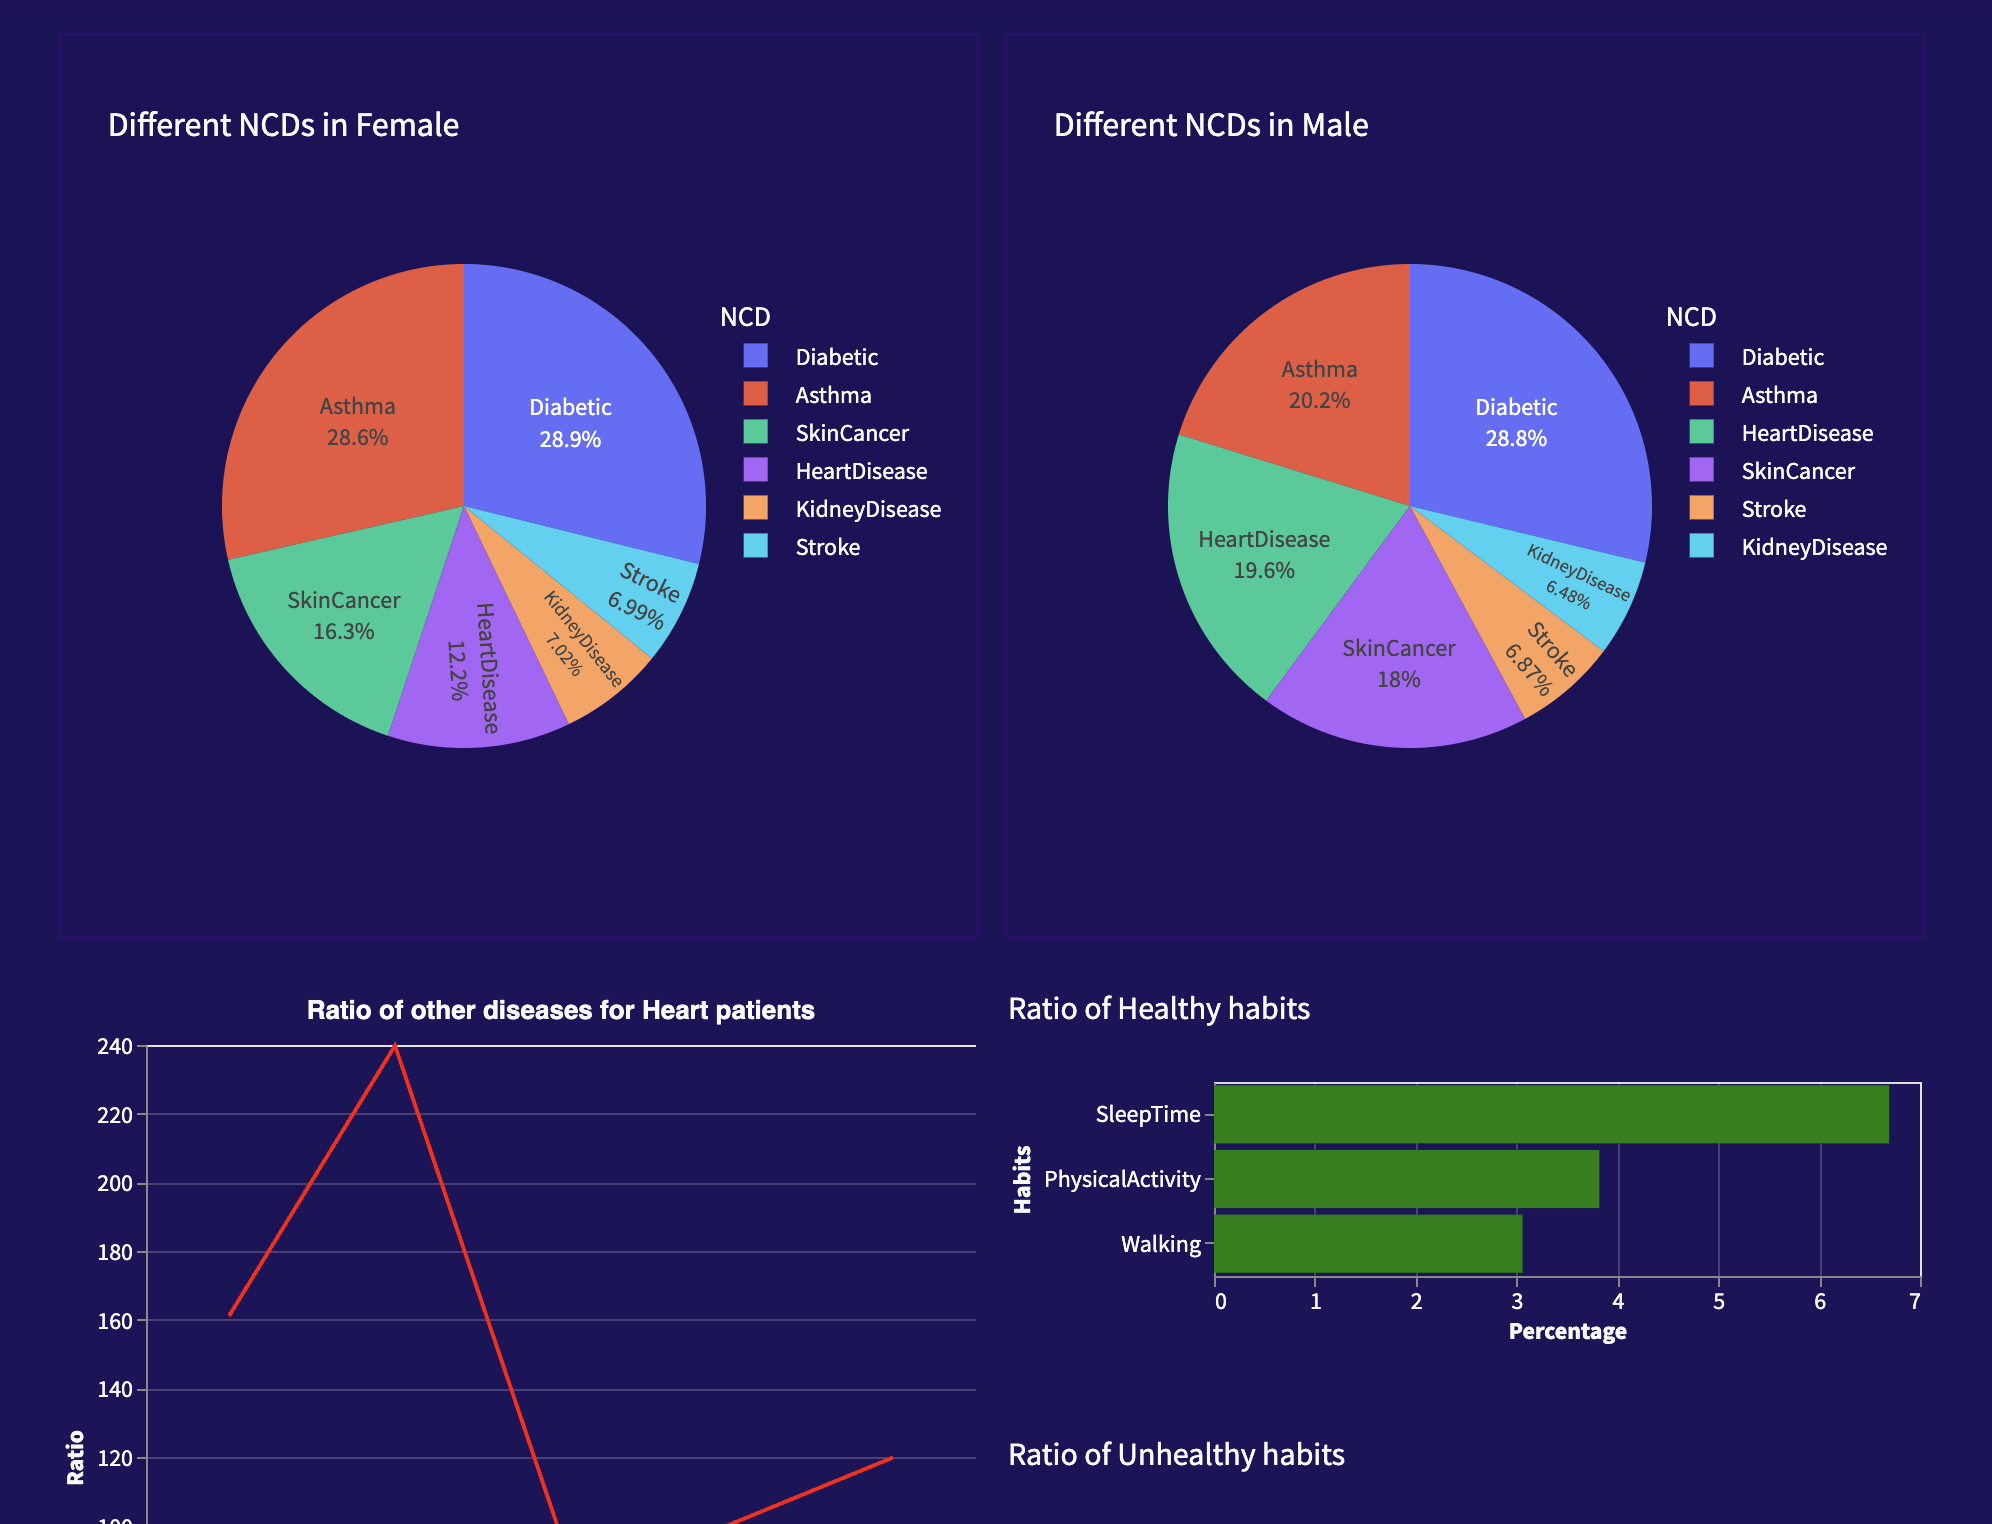 Different NCDs in Female
Asthma
28.6%
Diabetic
28.9%
SkinCancer
16.3%
HeartDisease
12.2%
KidneyDisease
7.02%
Stroke
6.99%
NCD
Diabetic
Asthma
SkinCancer
HeartDisease
KidneyDisease
Stroke
Different NCDs in Male
Asthma
20.2%
Diabetic
28.8%
HeartDisease
19.6%
SkinCancer
18%
Stroke
6.87%
KidneyDisease
6.48%
NCD
Diabetic
Asthma
HeartDisease
SkinCancer
Stroke
KidneyDisease
Ratio of other diseases for Heart patients
240
220
200
180
160
140
120
Ratio
Ratio of Healthy habits
Habits
SleepTime
PhysicalActivity
Walking
0 1 2 3 4 5 6 7
Percentage
Ratio of Unhealthy habits